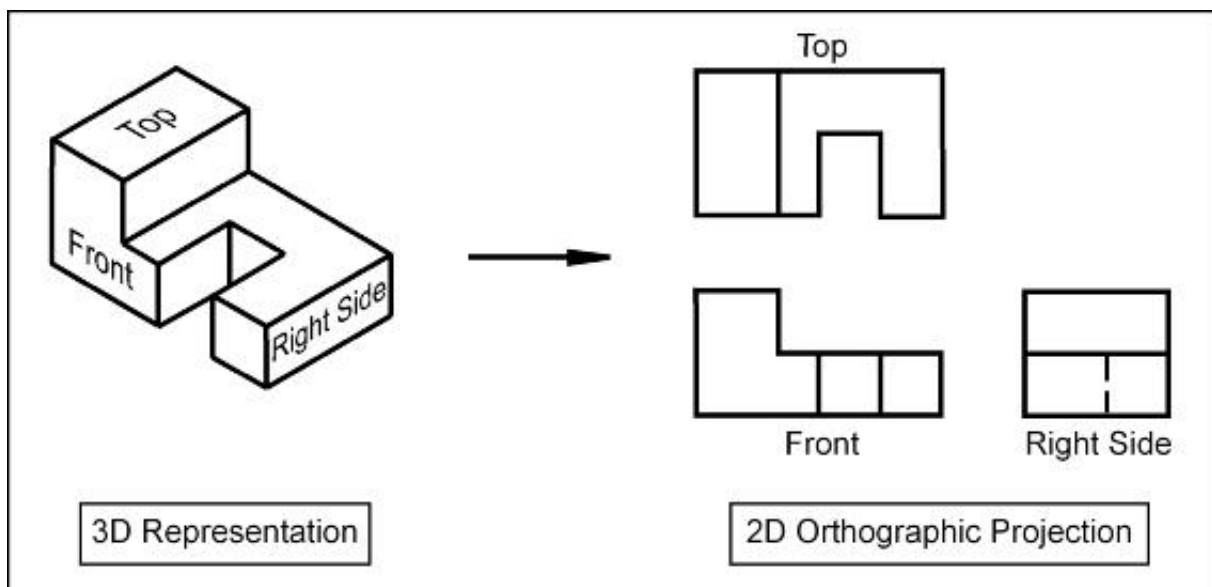 Top
Front
Right Side
3D Representation
Top
Front
Right Side
2D Orthographic Projection